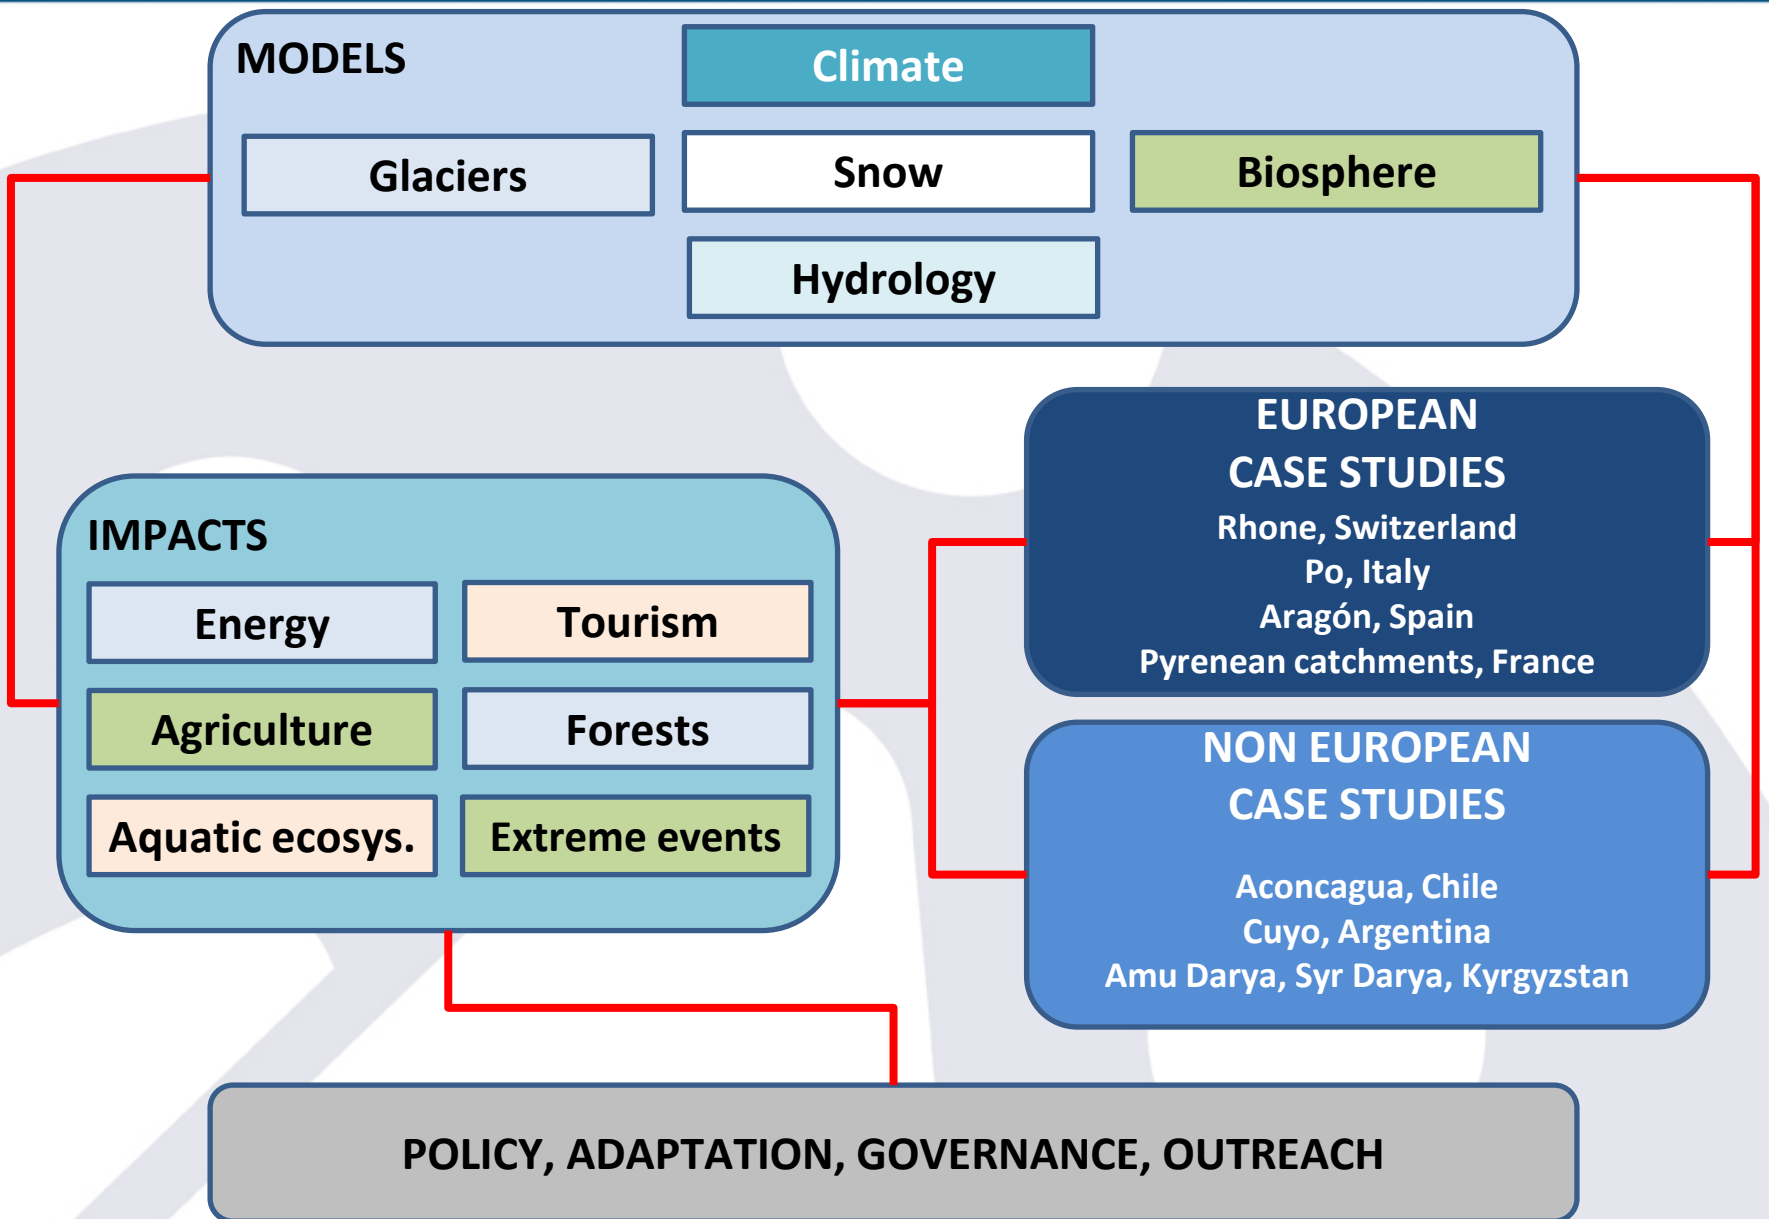 MODELS
Climate
Glaciers
Snow
Biosphere
Hydrology
EUROPEAN
CASE STUDIES
Rhone, Switzerland
Po, Italy
Aragón, Spain
Pyrenean catchments, France
IMPACTS
Energy
Tourism
Agriculture
Forests
Aquatic ecosys.
Extreme events
NON EUROPEAN
CASE STUDIES
Aconcagua, Chile
Cuyo, Argentina
Amu Darya, Syr Darya, Kyrgyzstan
POLICY, ADAPTATION, GOVERNANCE, OUTREACH